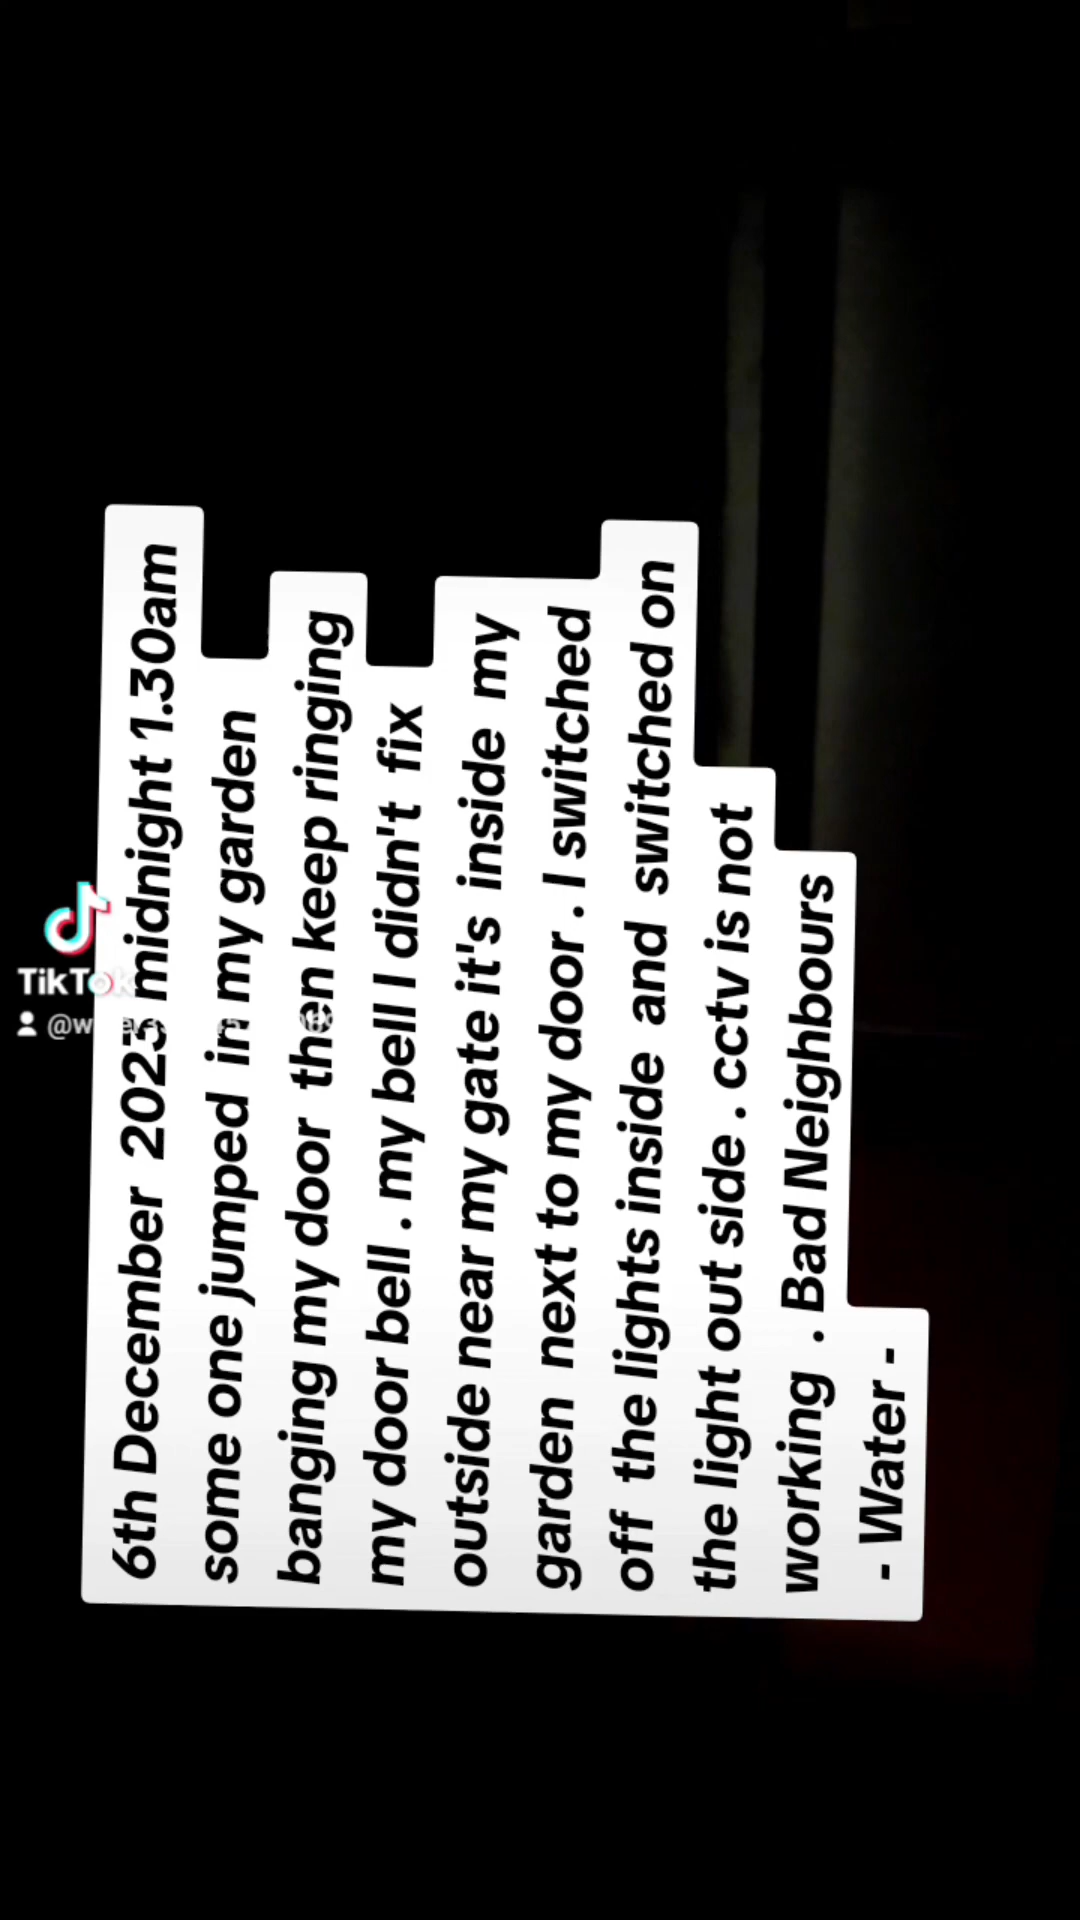 6th December 2023 midnight 1.30am
some one jumped in my garden
banging my door then keep ringing
my door bell . my bell I didn't fix
outside near my gate it's inside my
garden next to my door . I switched
off the lights inside and switched on
the light out side . cctv is not
working . Bad Neighbours
- Water -
TikTok